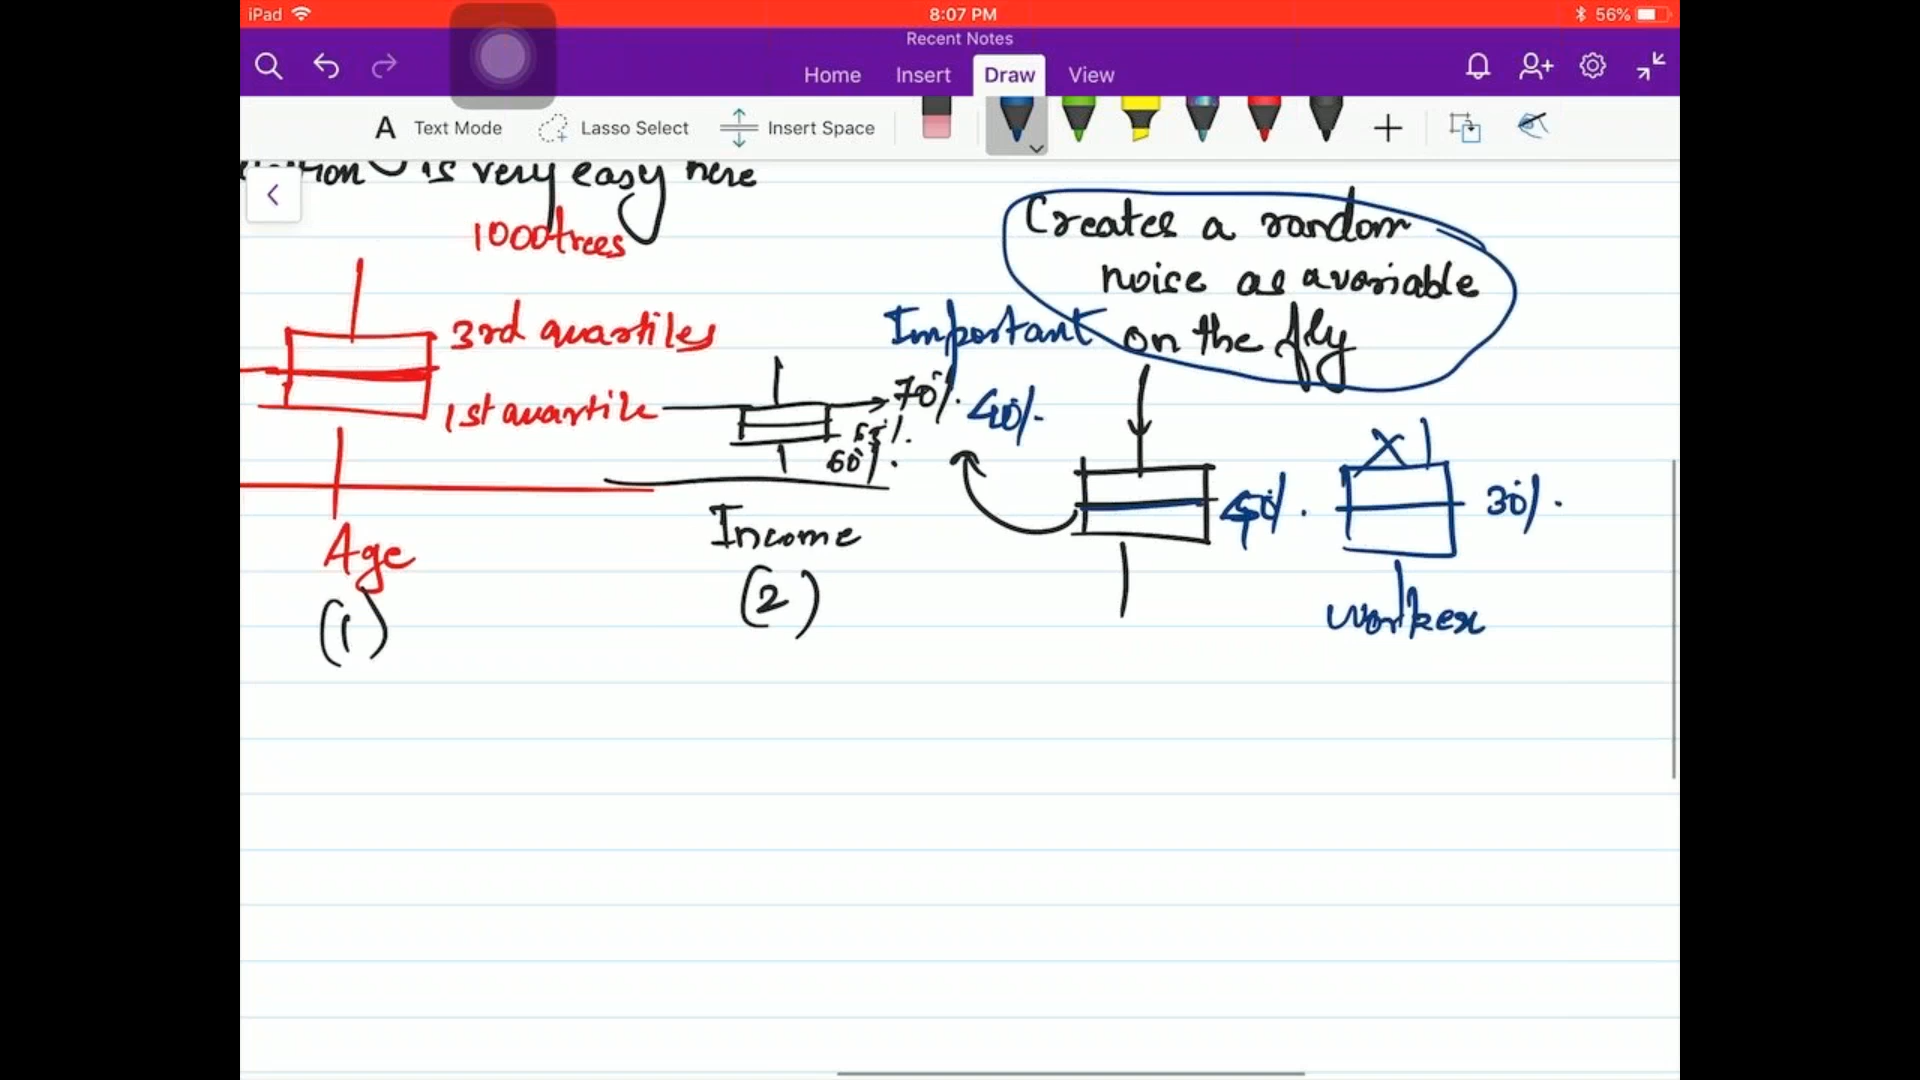 iPad
8:07 PM
56%
Recent Notes
Home Insert Draw View
A Text Mode
Lasso Select
Insert Space
is very easy here
1000 trees
3rd quartiles
1st quartile
Age
(1)
70%.
65%.
60%.
Income
(2)
Creates a random
noise as a variable
on the fly
Important
40%
X
30%.
worker